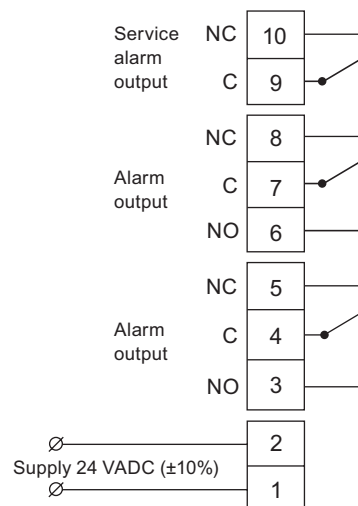 Service
alarm
output
NC 10
C 9
NC 8
Alarm
output
C 7
NO 6
NC 5
Alarm
output
C 4
NO 3
2
Supply 24 VADC (±10%)
1